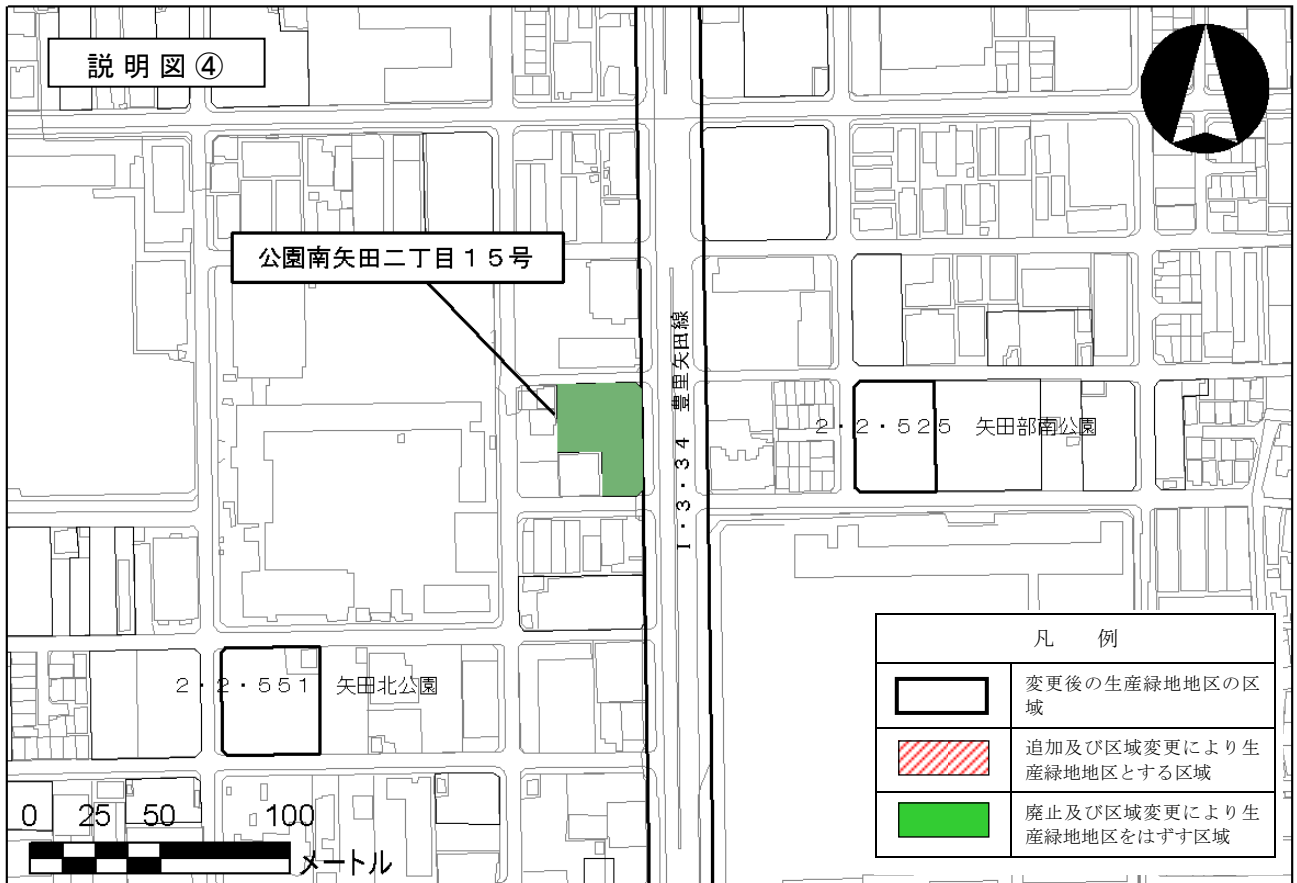 説明図④
公園南矢田二丁目１５号
Ⅰ・３・３４　豊里矢田線
２・２・５２５　矢田部南公園
２・２・５５１　矢田北公園
凡　例
変更後の生産緑地地区の区
域
追加及び区域変更により生
産緑地地区とする区域
廃止及び区域変更により生
産緑地地区をはずす区域
0 25 50 100
メートル